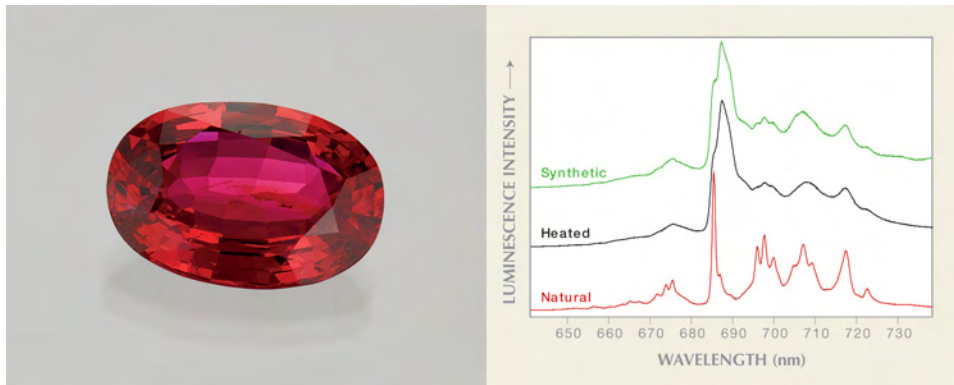 LUMINESCENCE INTENSITY
Synthetic
Heated
Natural
650 660 670 680 690 700 710 720 730
WAVELENGTH (nm)